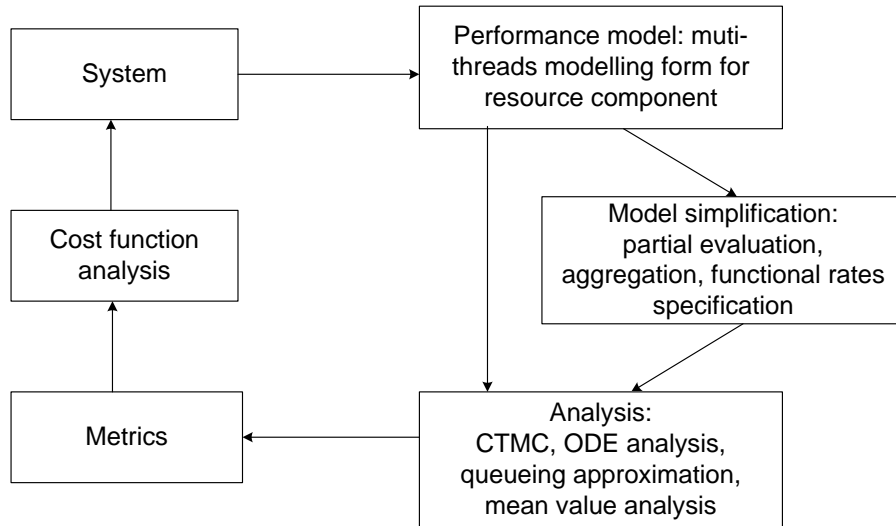 System
Performance model: muti-
threads modelling form for
resource component
Cost function
analysis
Model simplification:
partial evaluation,
aggregation, functional rates
specification
Metrics
Analysis:
CTMC, ODE analysis,
queueing approximation,
mean value analysis